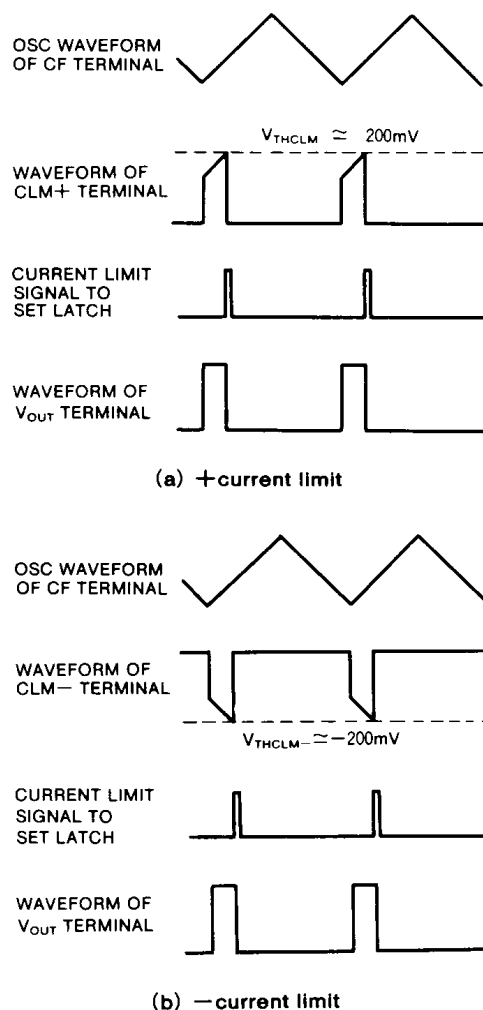 OSC WAVEFORM
OF CF TERMINAL
V_THCLM ≃ 200mV
WAVEFORM OF
CLM+ TERMINAL
CURRENT LIMIT
SIGNAL TO
SET LATCH
WAVEFORM OF
V_OUT TERMINAL
(a) +current limit
OSC WAVEFORM
OF CF TERMINAL
WAVEFORM OF
CLM− TERMINAL
V_THCLM− ≃ −200mV
CURRENT LIMIT
SIGNAL TO
SET LATCH
WAVEFORM OF
V_OUT TERMINAL
(b) −current limit